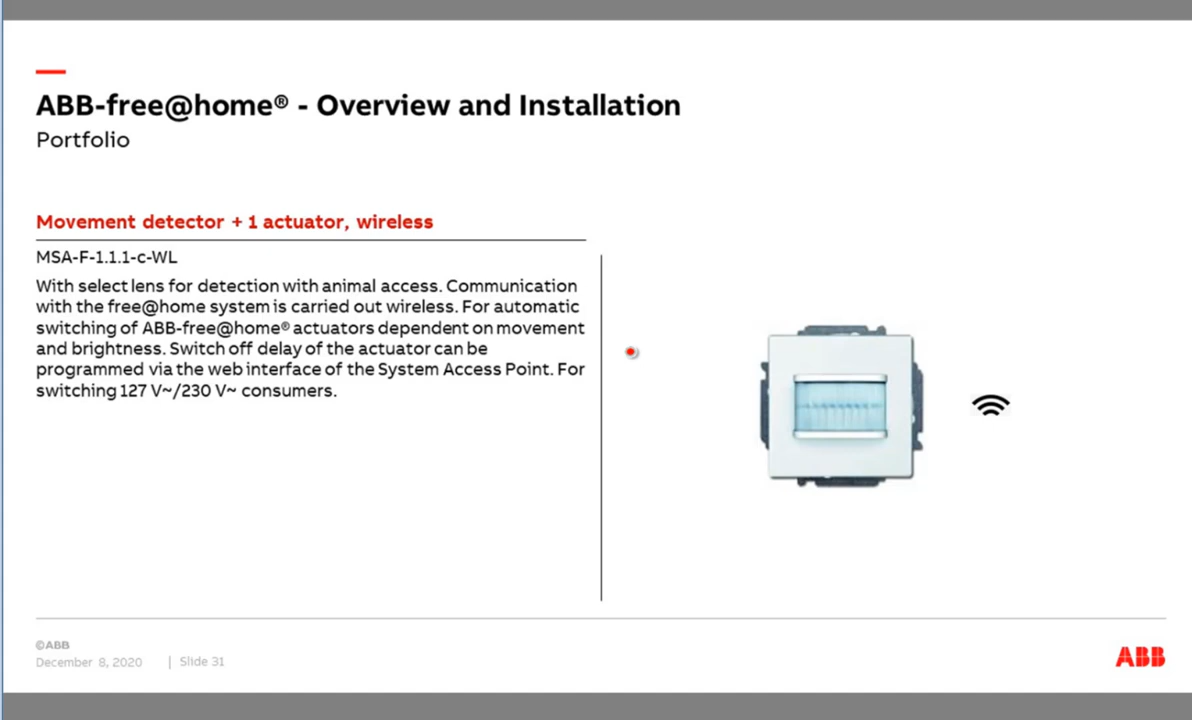 ABB-free@home® - Overview and Installation
Portfolio
Movement detector + 1 actuator, wireless
MSA-F-1.1.1-c-WL
With select lens for detection with animal access. Communication
with the free@home system is carried out wireless. For automatic
switching of ABB-free@home® actuators dependent on movement
and brightness. Switch off delay of the actuator can be
programmed via the web interface of the System Access Point. For
switching 127 V~/230 V~ consumers.
©ABB
December 8, 2020 | Slide 31
ABB